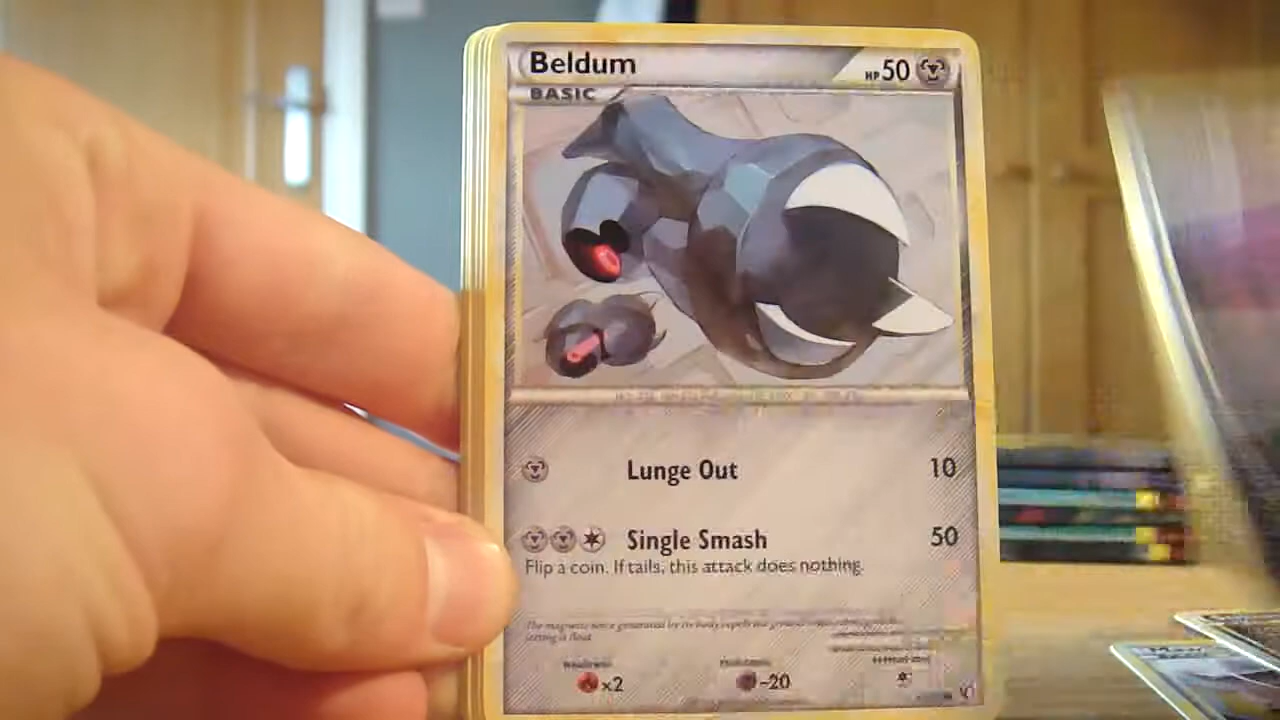 Beldum
HP 50
BASIC
Lunge Out 10
Single Smash 50
Flip a coin. If tails, this attack does nothing.
x2
-20